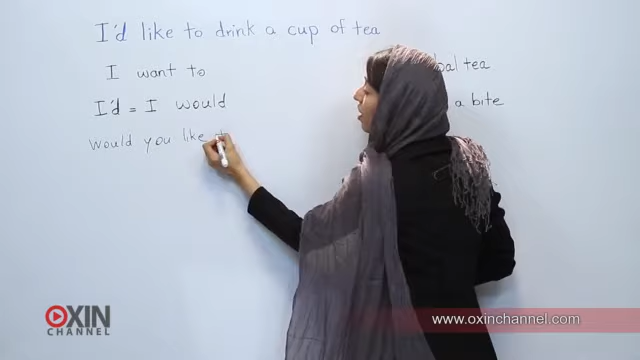 I'd like to drink a cup of tea
I want to
I'd = I would
Would you like
tea
a bite
OXIN
CHANNEL
www.oxinchannel.com